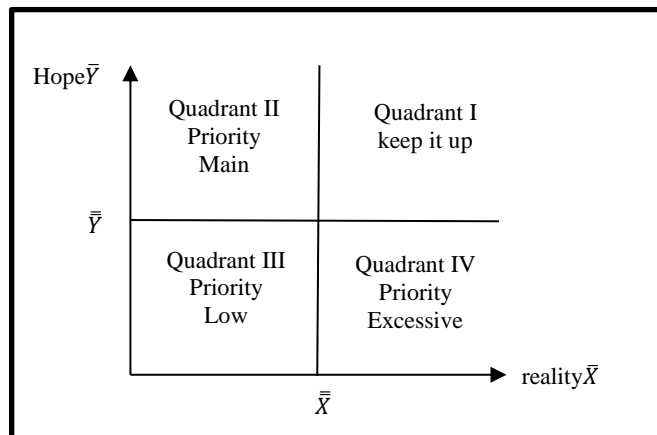 HopeȲ
Quadrant II
Priority
Main
Quadrant I
keep it up
Y̿
Quadrant III
Priority
Low
Quadrant IV
Priority
Excessive
realityX̄
X̿